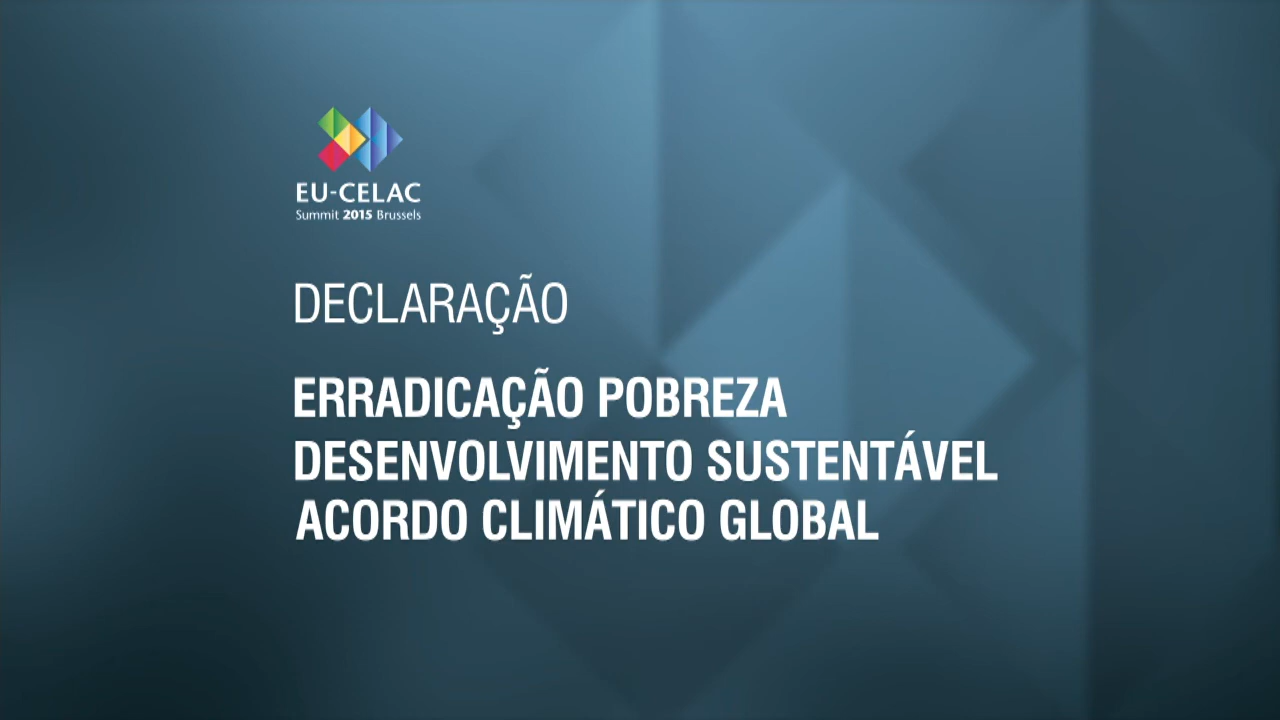 EU-CELAC
Summit 2015 Brussels
DECLARAÇÃO
ERRADICAÇÃO POBREZA
DESENVOLVIMENTO SUSTENTÁVEL
ACORDO CLIMÁTICO GLOBAL